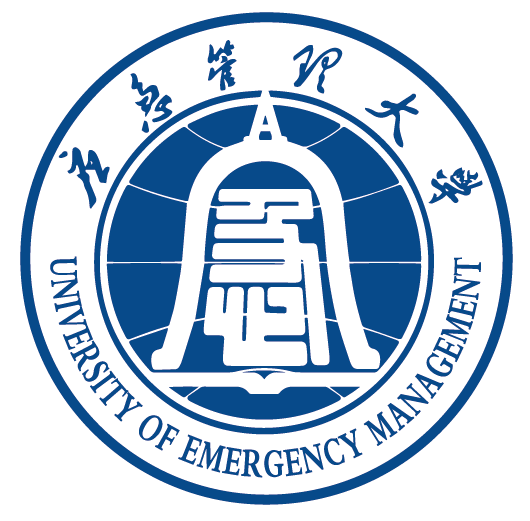 应急管理大学
UNIVERSITY OF EMERGENCY MANAGEMENT